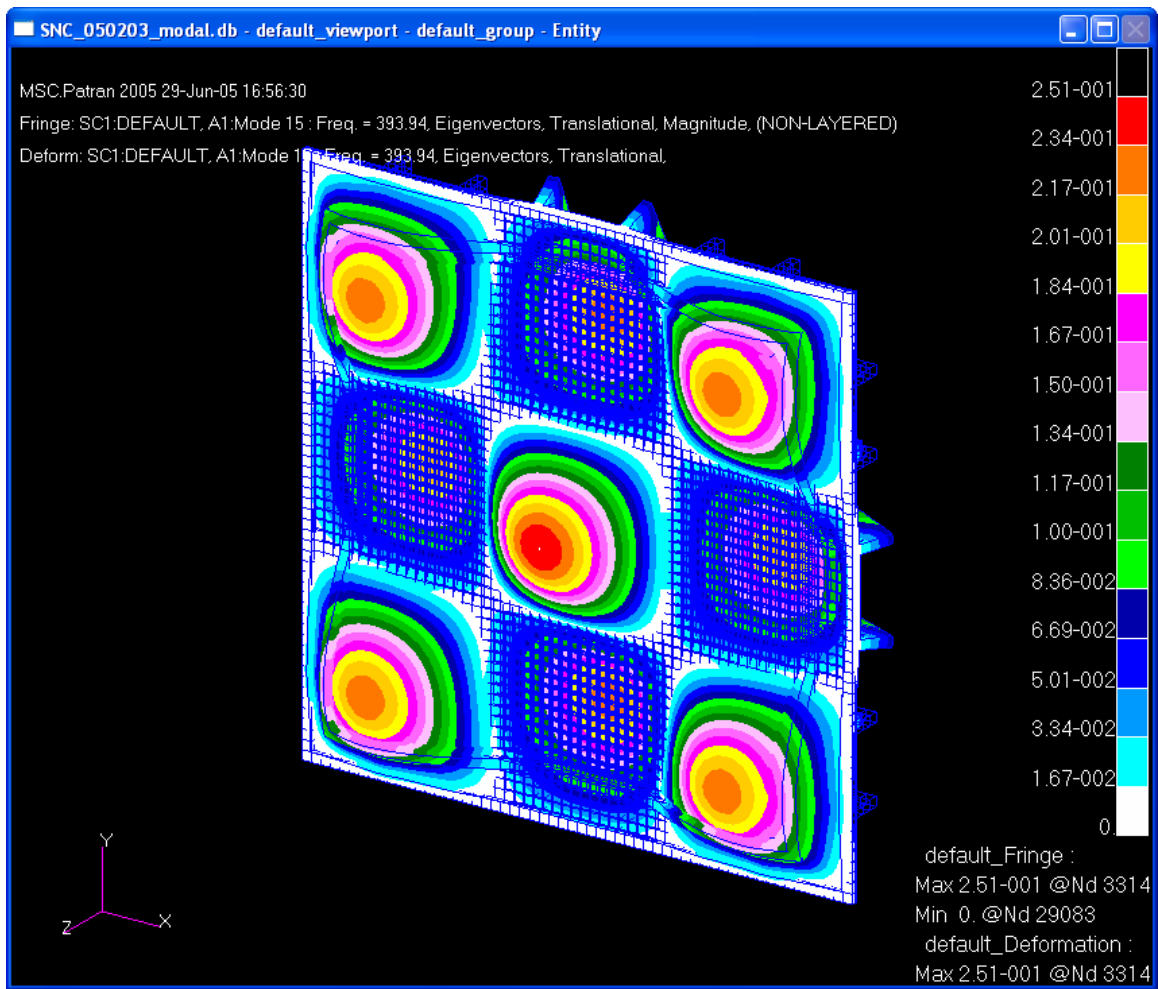 SNC_050203_modal.db - default_viewport - default_group - Entity
MSC.Patran 2005 29-Jun-05 16:56:30
Fringe: SC1:DEFAULT, A1:Mode 15 : Freq. = 393.94, Eigenvectors, Translational, Magnitude, (NON-LAYERED)
Deform: SC1:DEFAULT, A1:Mode 1 Freq. = 393.94, Eigenvectors, Translational,
2.51-001
2.34-001
2.17-001
2.01-001
1.84-001
1.67-001
1.50-001
1.34-001
1.17-001
1.00-001
8.36-002
6.69-002
5.01-002
3.34-002
1.67-002
0.
default_Fringe :
Max 2.51-001 @Nd 3314
Min 0. @Nd 29083
default_Deformation :
Max 2.51-001 @Nd 3314
Y
Z
X